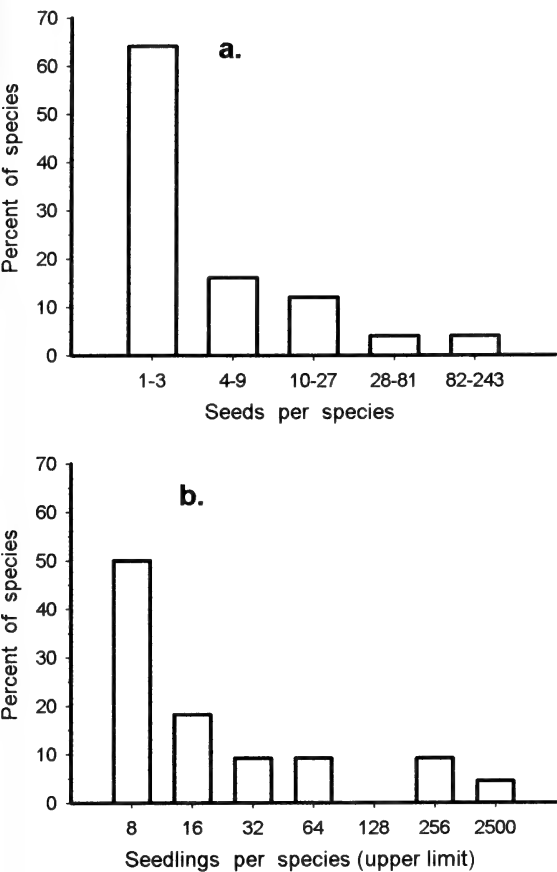 a.
70
60
50
40
30
20
10
0
Percent of species
1-3 4-9 10-27 28-81 82-243
Seeds per species
b.
70
60
50
40
30
20
10
0
Percent of species
8 16 32 64 128 256 2500
Seedlings per species (upper limit)